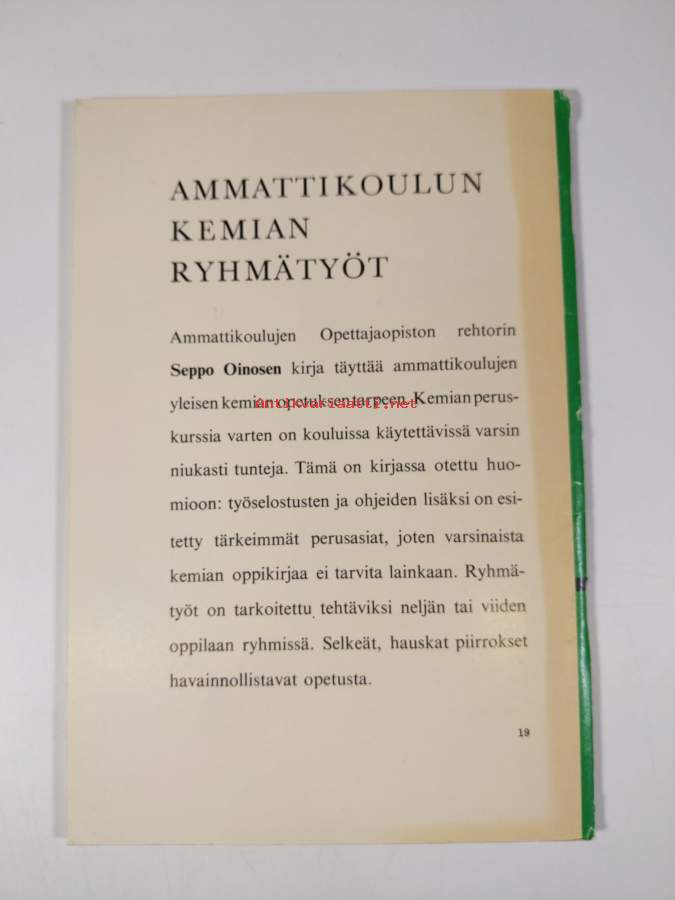 AMMATTIKOULUN
KEMIAN
RYHMÄTYÖT
Ammattikoulujen Opettajaopiston rehtorin
Seppo Oinosen kirja täyttää ammattikoulujen
yleisen kemian opetuksen tarpeen. Kemian perus-
antikvariaatti.net
kurssia varten on kouluissa käytettävissä varsin
niukasti tunteja. Tämä on kirjassa otettu huo-
mioon: työselostusten ja ohjeiden lisäksi on esi-
tetty tärkeimmät perusasiat, joten varsinaista
kemian oppikirjaa ei tarvita lainkaan. Ryhmä-
työt on tarkoitettu tehtäviksi neljän tai viiden
oppilaan ryhmissä. Selkeät, hauskat piirrokset
havainnollistavat opetusta.
19